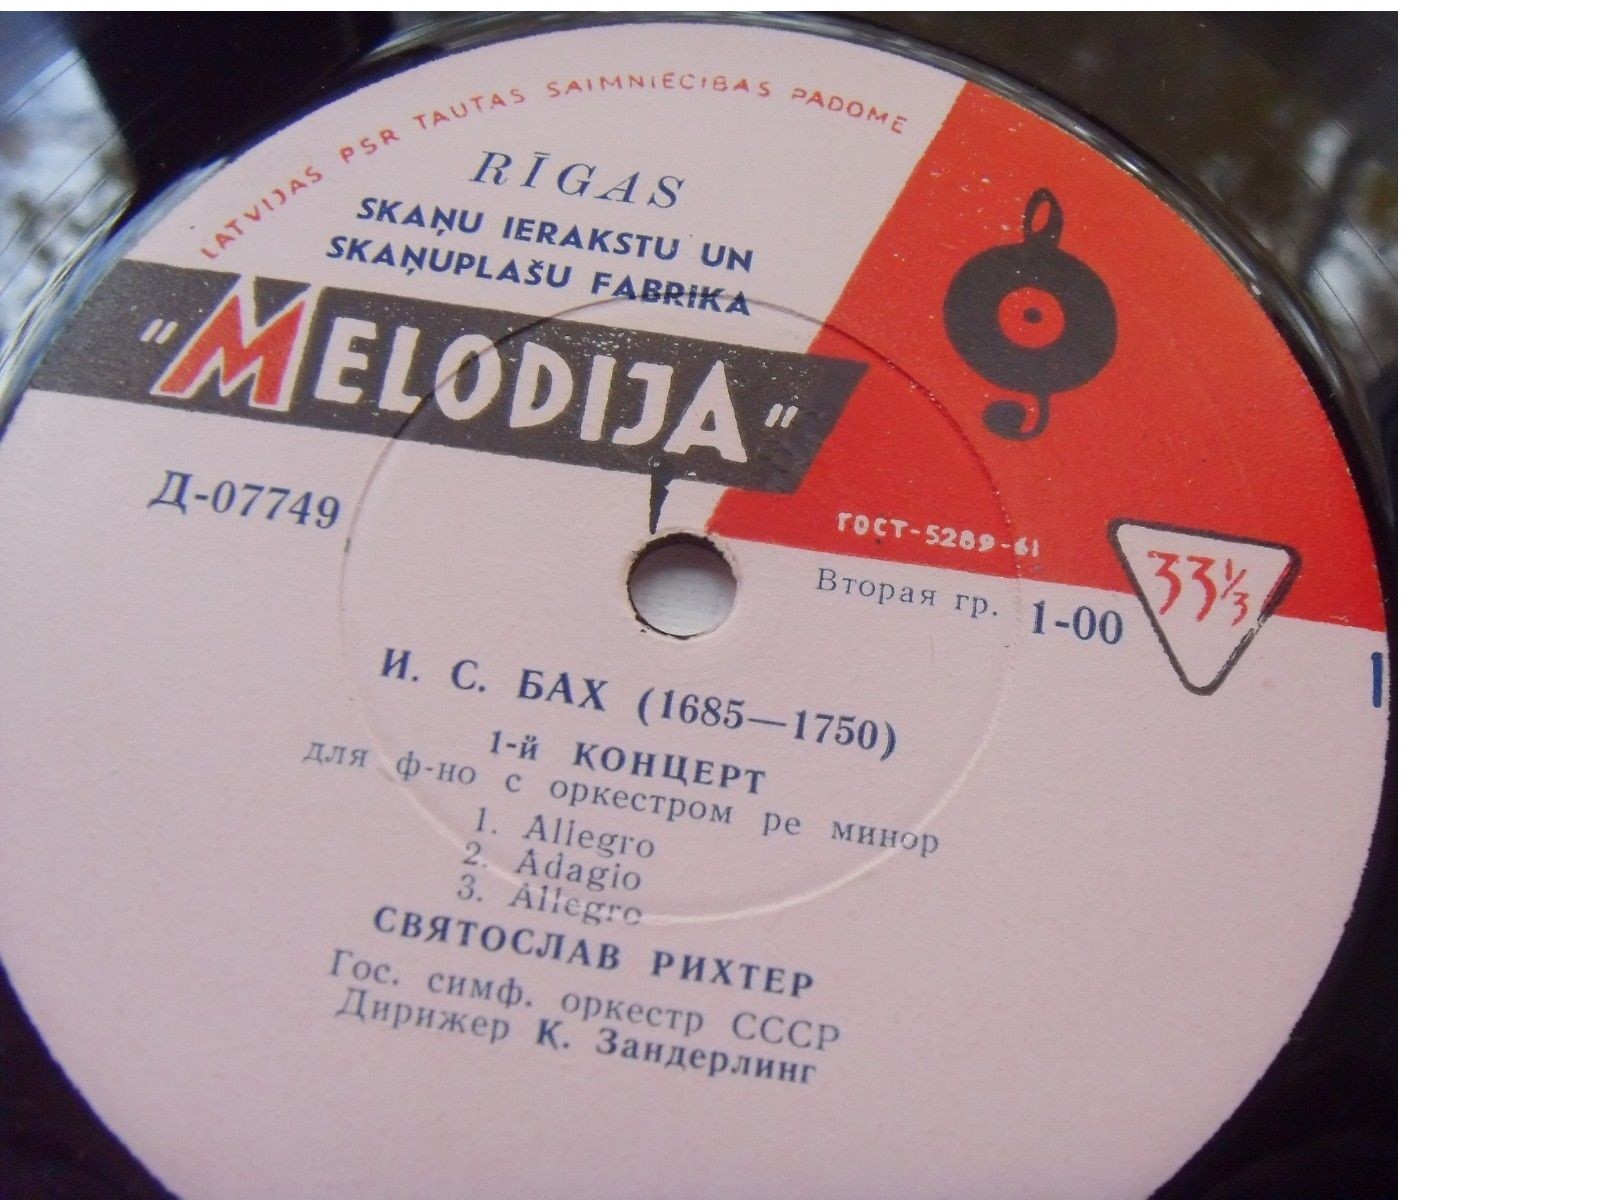 LATVIJAS PSR TAUTAS SAIMNIECIBAS PADOME
RĪGAS
SKAŅU IERAKSTU UN
SKAŅUPLAŠU FABRIKA
"MELODIJA"
Д-07749
ГОСТ-5289-61
33⅓
Вторая гр. 1-00
1
И. С. БАХ (1685—1750)
1-й КОНЦЕРТ
для ф-но с оркестром ре минор
1. Allegro
2. Adagio
3. Allegro
СВЯТОСЛАВ РИХТЕР
Гос. симф. оркестр СССР
Дирижер К. Зандерлинг